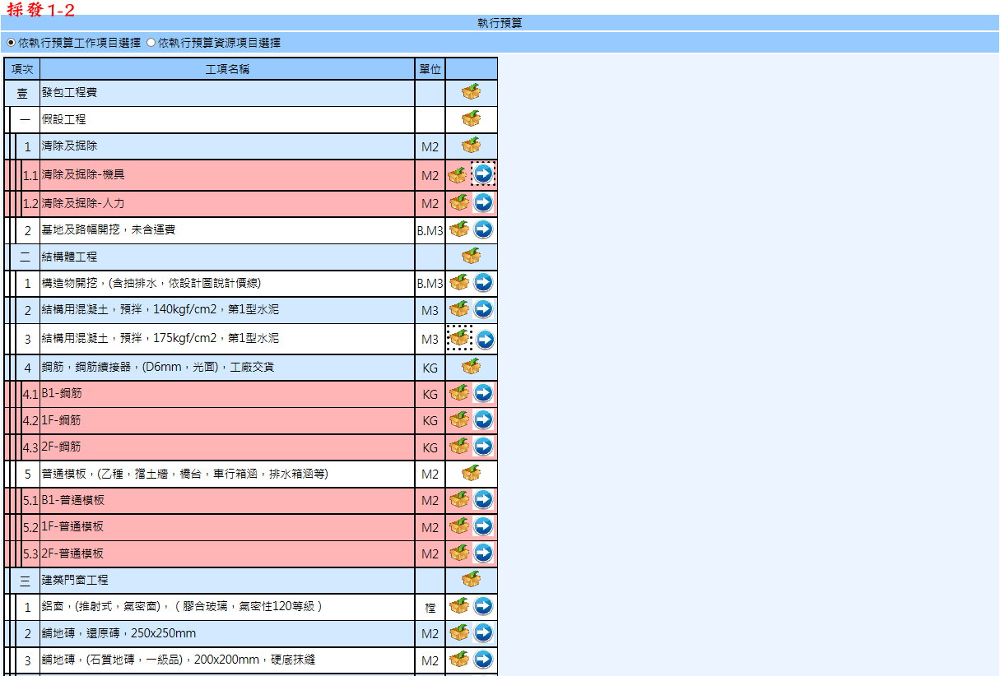 採發1-2
執行預算
依執行預算工作項目選擇 依執行預算資源項目選擇
項次 工項名稱 單位
壹 發包工程費
一 假設工程
1 清除及掘除 M2
1.1 清除及掘除-機具 M2
1.2 清除及掘除-人力 M2
2 基地及路幅開挖，未含運費 B.M3
二 結構體工程
1 構造物開挖，(含抽排水，依設計圖說計價線) B.M3
2 結構用混凝土，預拌，140kgf/cm2，第1型水泥 M3
3 結構用混凝土，預拌，175kgf/cm2，第1型水泥 M3
4 鋼筋，鋼筋續接器，(D6mm，光面)，工廠交貨 KG
4.1 B1-鋼筋 KG
4.2 1F-鋼筋 KG
4.3 2F-鋼筋 KG
5 普通模板，(乙種，擋土牆，橋台，車行箱涵，排水箱涵等) M2
5.1 B1-普通模板 M2
5.2 1F-普通模板 M2
5.3 2F-普通模板 M2
三 建築門窗工程
1 鋁窗，(推射式，氣密窗)，（膠合玻璃，氣密性120等級） 樘
2 舖地磚，還原磚，250x250mm M2
3 舖地磚，(石質地磚，一級品)，200x200mm，硬底抹縫 M2